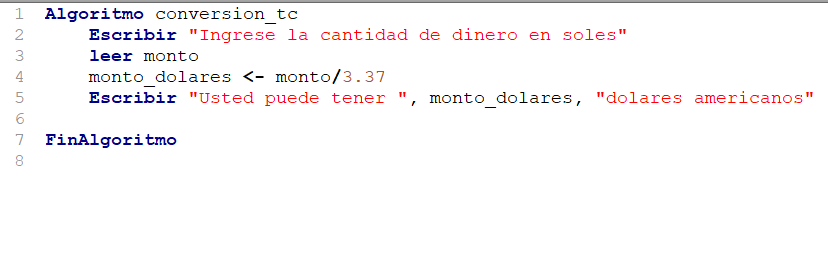 1 Algoritmo conversion_tc
2 Escribir "Ingrese la cantidad de dinero en soles"
3 leer monto
4 monto_dolares <- monto/3.37
5 Escribir "Usted puede tener ", monto_dolares, "dolares americanos"
6
7 FinAlgoritmo
8